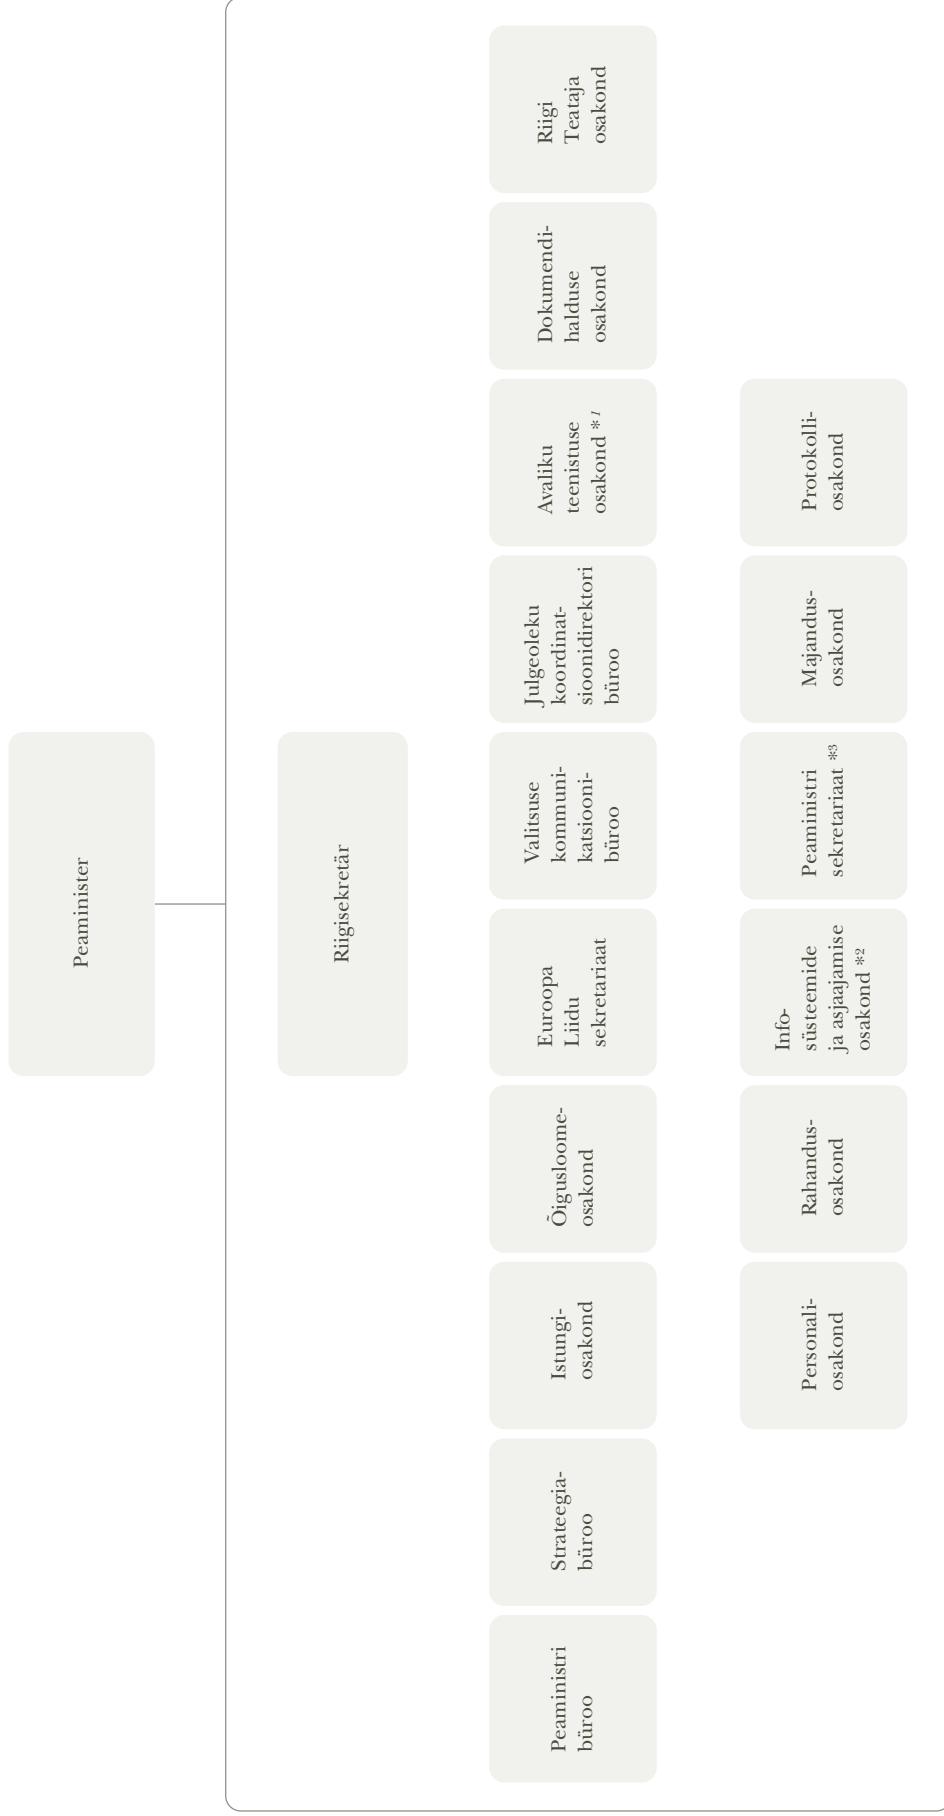 Peaminister
Riigisekretär
Peaministri
büroo
Strateegia-
büroo
Istungi-
osakond
Õigusloome-
osakond
Euroopa
Liidu
sekretariaat
Valitsuse
kommuni-
katsiooni-
büroo
Julgeoleku
koordinat-
sioonidirektori
büroo
Avaliku
teenistuse
osakond *1
Dokumendi-
halduse
osakond
Riigi
Teataja
osakond
Personali-
osakond
Rahandus-
osakond
Info-
süsteemide
ja asjaajamise
osakond *2
Peaministri
sekretariaat *3
Majandus-
osakond
Protokolli-
osakond